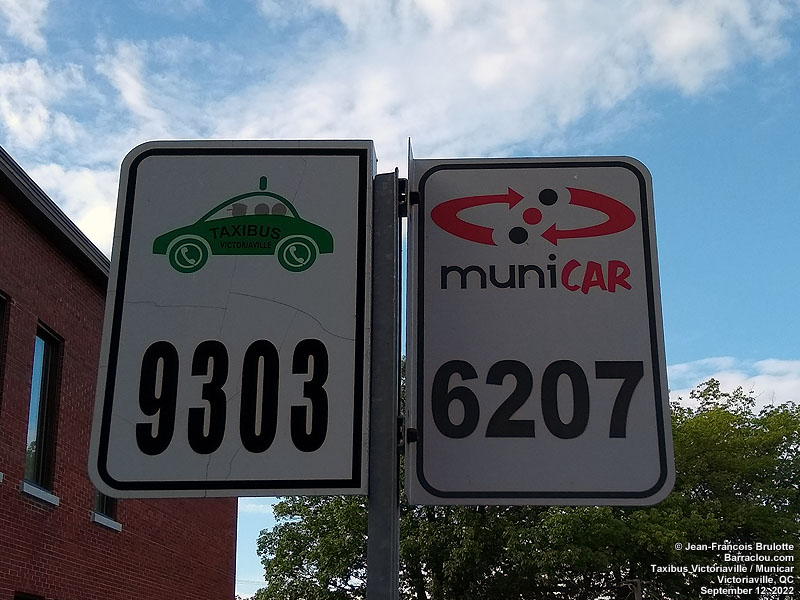 TAXIBUS
VICTORIAVILLE
9303
muniCAR
6207
© Jean-François Brulotte
Barraclou.com
Taxibus Victoriaville / Municar
Victoriaville, QC
September 12, 2022